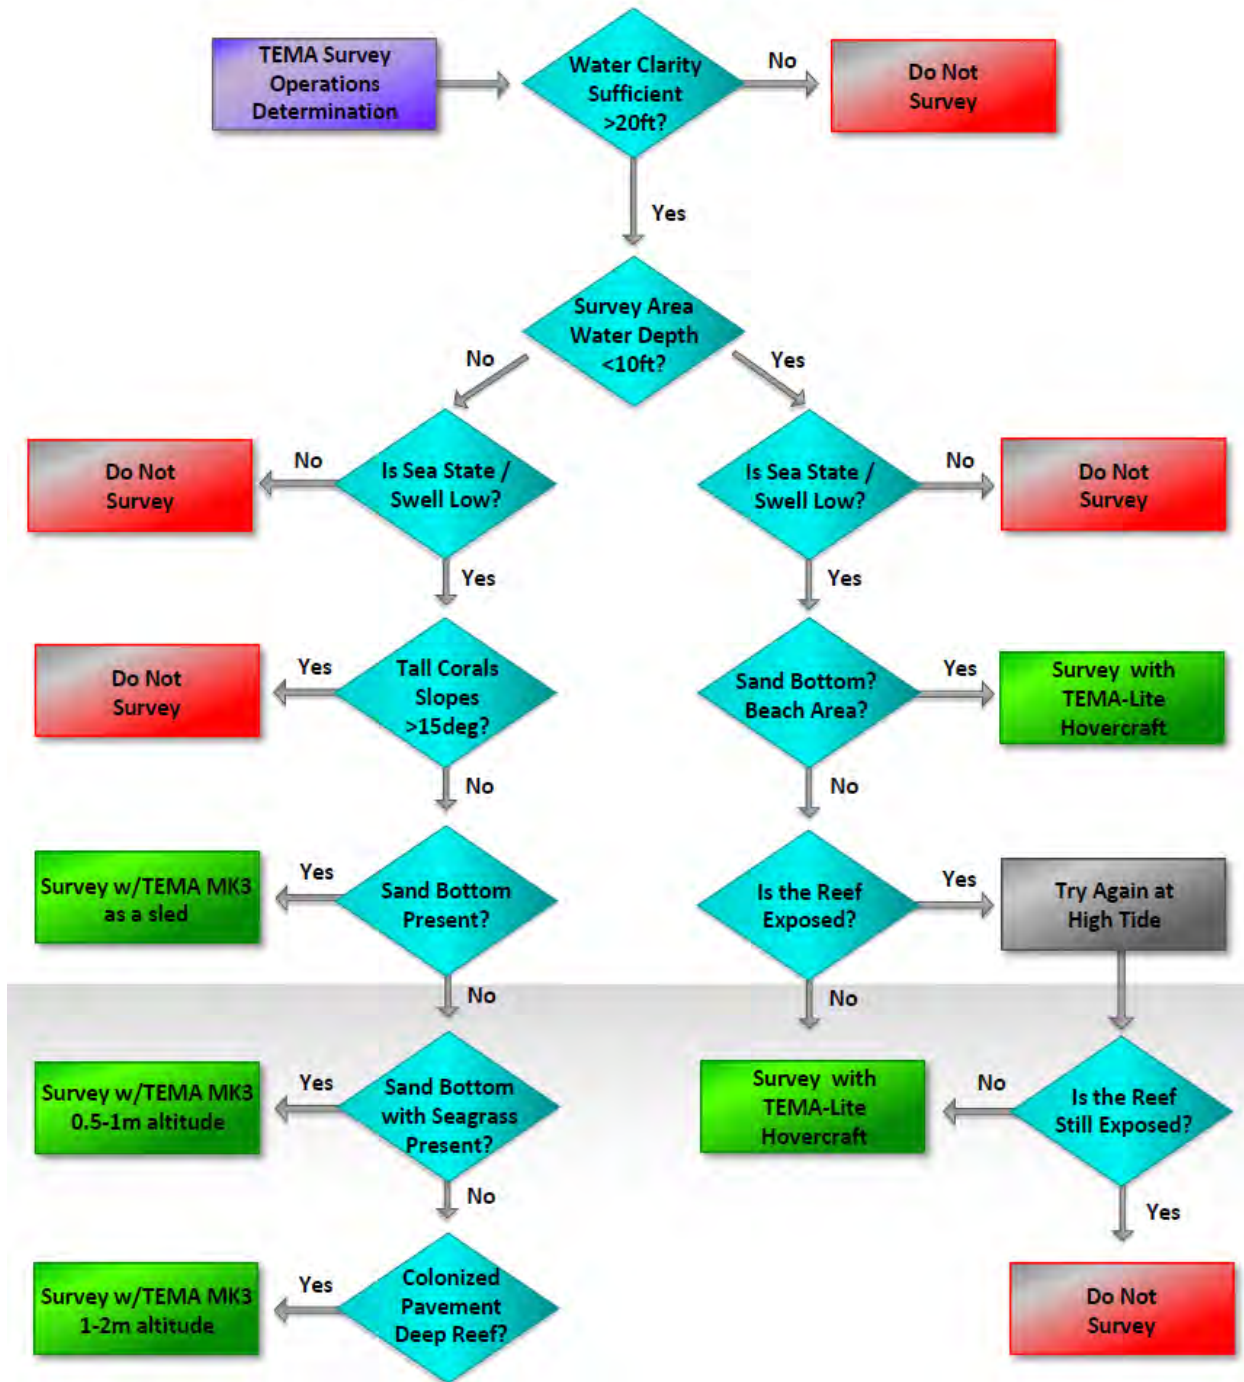 TEMA Survey
Operations
Determination
Water Clarity
Sufficient
>20ft?
No
Do Not
Survey
Yes
Survey Area
Water Depth
<10ft?
No
Yes
Do Not
Survey
No
Is Sea State /
Swell Low?
Is Sea State /
Swell Low?
No
Do Not
Survey
Yes
Yes
Do Not
Survey
Yes
Tall Corals
Slopes
>15deg?
Sand Bottom?
Beach Area?
Yes
Survey with
TEMA-Lite
Hovercraft
No
No
Survey w/TEMA MK3
as a sled
Yes
Sand Bottom
Present?
Is the Reef
Exposed?
Yes
Try Again at
High Tide
No
No
Survey w/TEMA MK3
0.5-1m altitude
Yes
Sand Bottom
with Seagrass
Present?
Survey with
TEMA-Lite
Hovercraft
No
Is the Reef
Still Exposed?
No
Yes
Survey w/TEMA MK3
1-2m altitude
Yes
Colonized
Pavement
Deep Reef?
Do Not
Survey